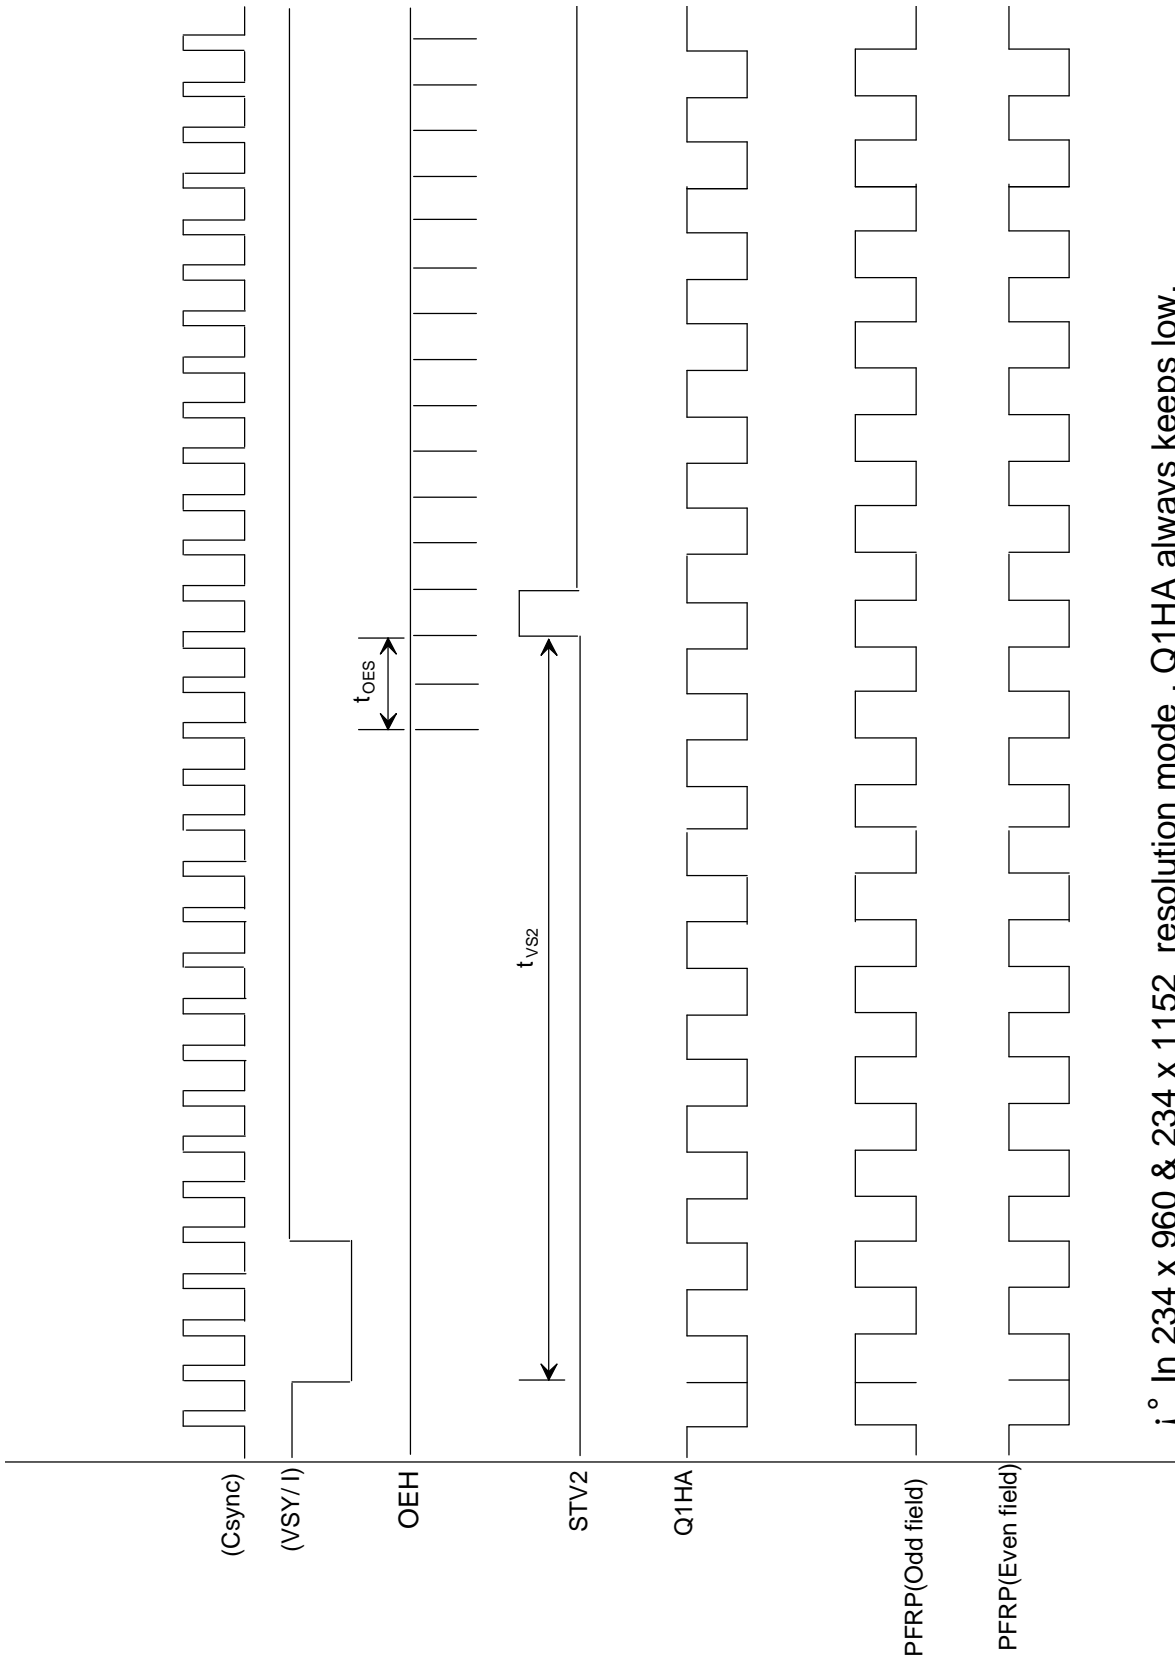 (Csync)
(VSY/ I)
OEH
tOES
STV2
tVS2
Q1HA
PFRP(Odd field)
PFRP(Even field)
¡° In 234 x 960 & 234 x 1152 resolution mode , Q1HA always keeps low.